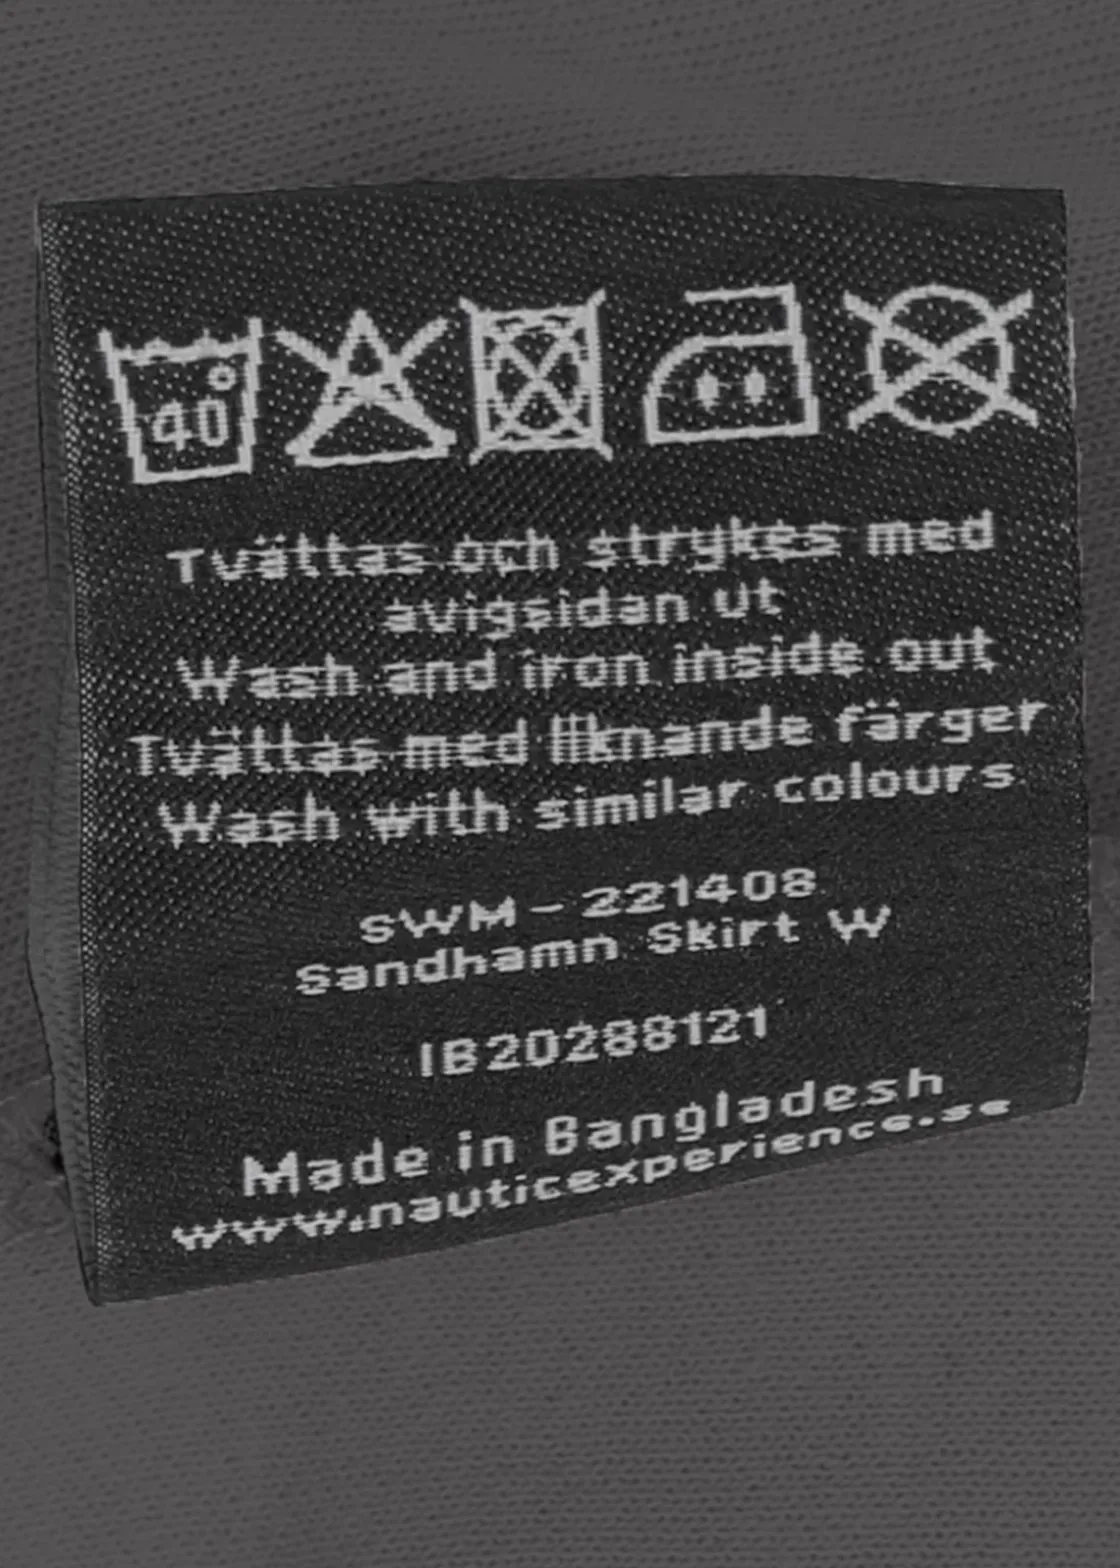 40°
Tvättas och strykes med
avigsidan ut
Wash and iron inside out
Tvättas med liknande färger
Wash with similar colours
SWM-221408
Sandhamn Skirt W
IB20288121
Made in Bangladesh
www.nauticexperience.se